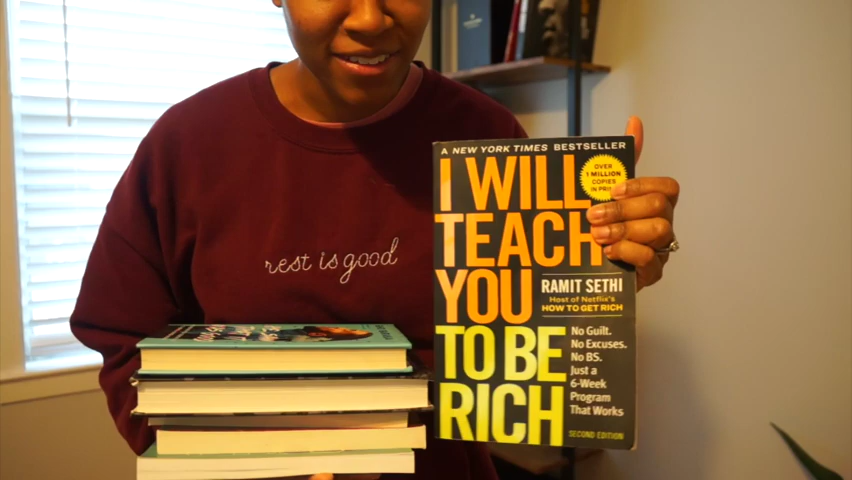 rest is good
A NEW YORK TIMES BESTSELLER
I WILL
TEACH
YOU
TO BE
RICH
OVER
1 MILLION
COPIES
RAMIT SETHI
Host of Netflix's
HOW TO GET RICH
No Guilt.
No Excuses.
No BS.
Just a
6-Week
Program
That Works
SECOND EDITION